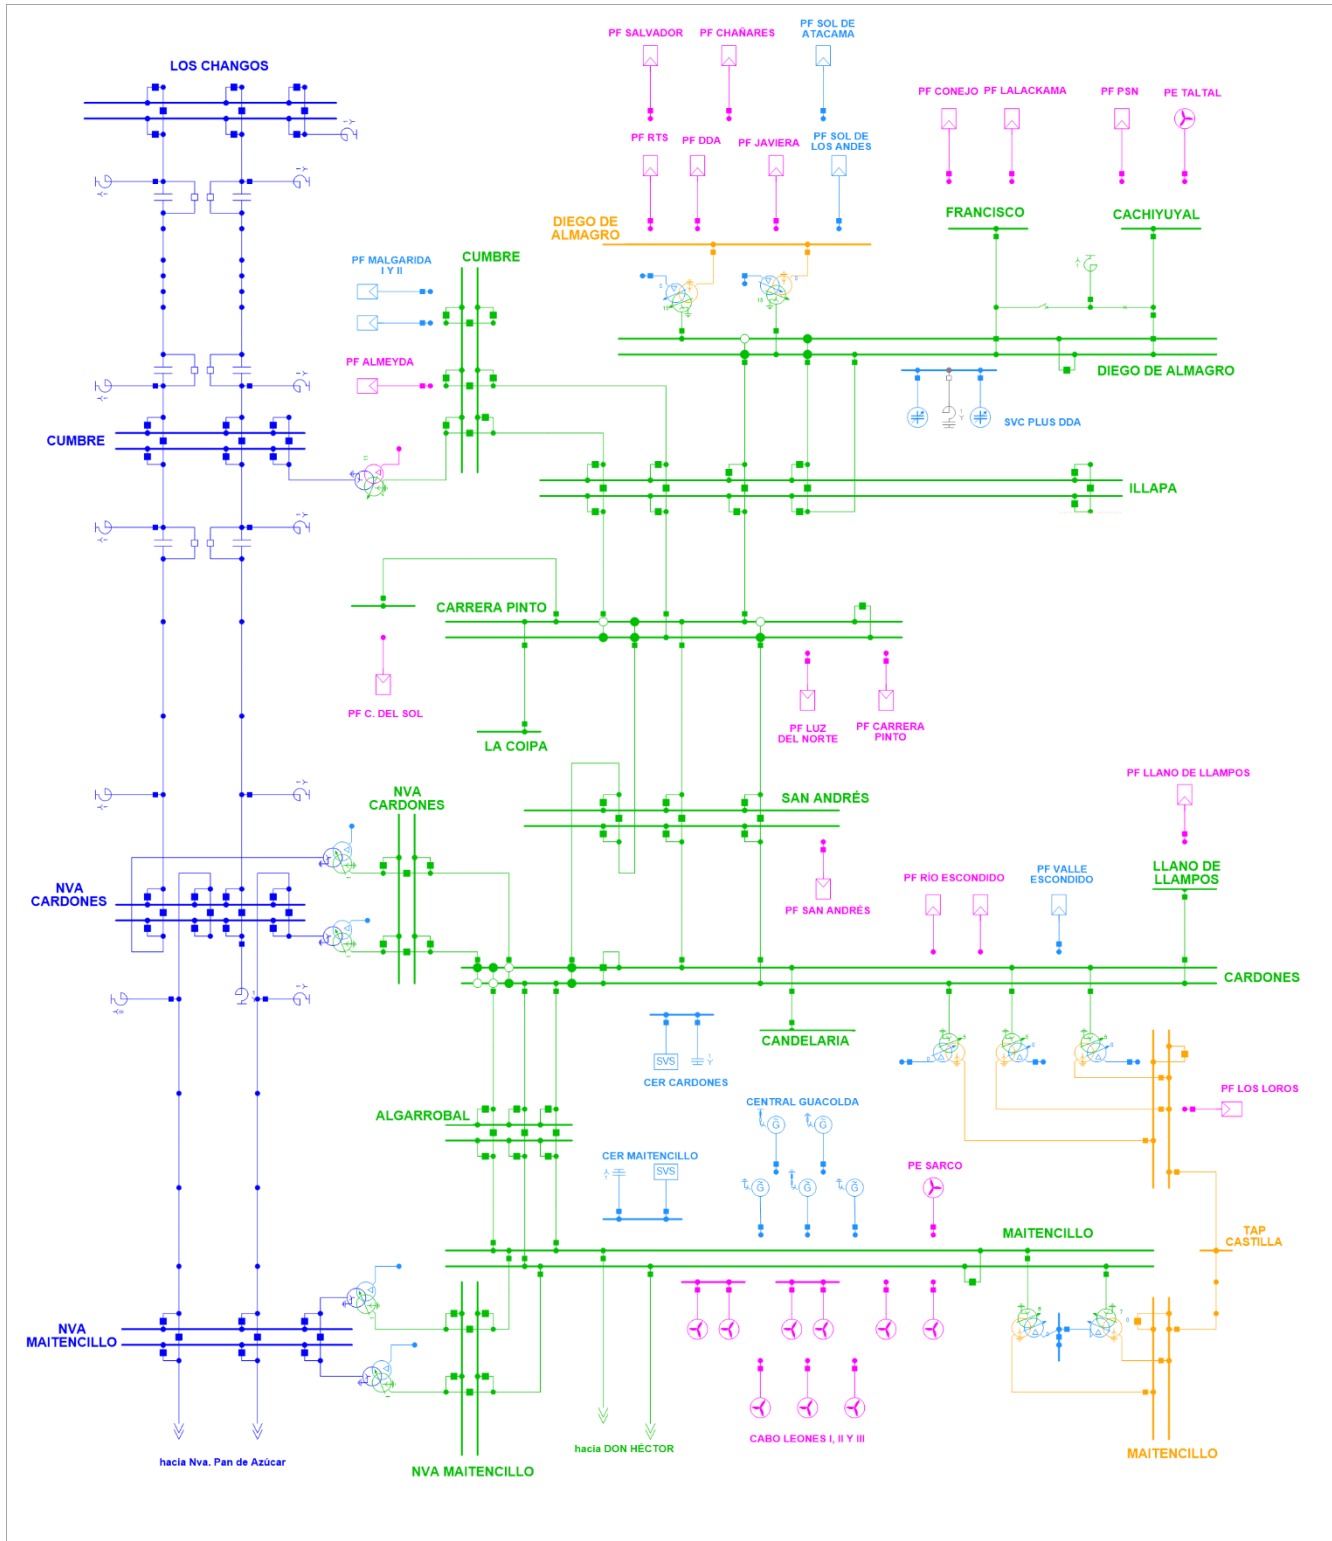 PF SALVADOR
PF CHAÑARES
PF SOL DE
ATACAMA
LOS CHANGOS
PF CONEJO
PF LALACKAMA
PF PSN
PE TALTAL
PF RTS
PF DDA
PF JAVIERA
PF SOL DE
LOS ANDES
DIEGO DE
ALMAGRO
FRANCISCO
CACHIYUYAL
PF MALGARIDA
I Y II
CUMBRE
PF ALMEYDA
DIEGO DE ALMAGRO
SVC PLUS DDA
CUMBRE
ILLAPA
CARRERA PINTO
PF C. DEL SOL
LA COIPA
PF LUZ
DEL NORTE
PF CARRERA
PINTO
NVA
CARDONES
SAN ANDRÉS
PF LLANO DE LLAMPOS
NVA
CARDONES
PF SAN ANDRÉS
PF RÍO ESCONDIDO
PF VALLE
ESCONDIDO
LLANO DE
LLAMPOS
CARDONES
CANDELARIA
SVS
CER CARDONES
CENTRAL GUACOLDA
G
G
PF LOS LOROS
ALGARROBAL
CER MAITENCILLO
SVS
G
G
G
PE SARCO
MAITENCILLO
TAP
CASTILLA
NVA
MAITENCILLO
CABO LEONES I, II Y III
hacia DON HÉCTOR
hacia Nva. Pan de Azúcar
NVA MAITENCILLO
MAITENCILLO